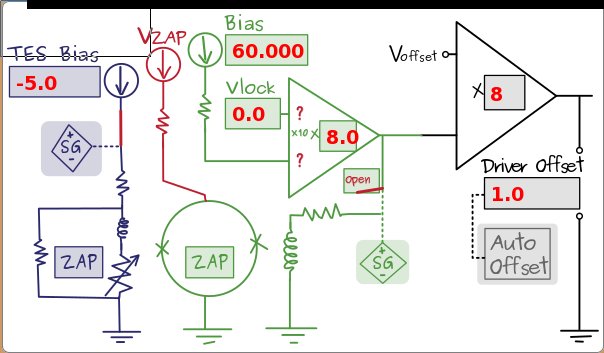 TES Bias
-5.0
VZAP
Bias
60.000
Vlock
0.0
?
x10 x
8.0
?
Open
Voffset
x
8
Driver Offset
1.0
Auto
Offset
+
SG
-
+
SG
-
ZAP
ZAP